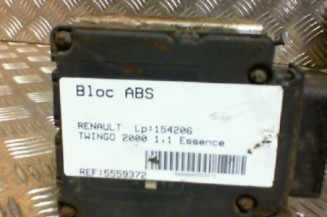 Bloc ABS
RENAULT Lp:154206
TWINGO 2000 1.1 Essence
REF:5559372